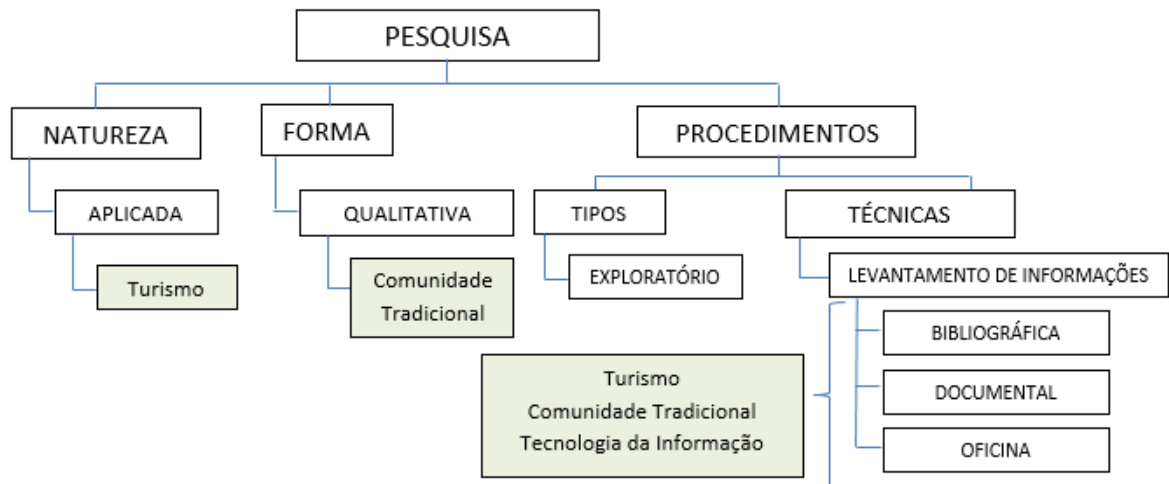 PESQUISA
NATUREZA
FORMA
PROCEDIMENTOS
APLICADA
QUALITATIVA
TIPOS
TÉCNICAS
Turismo
Comunidade
Tradicional
EXPLORATÓRIO
LEVANTAMENTO DE INFORMAÇÕES
Turismo
Comunidade Tradicional
Tecnologia da Informação
BIBLIOGRÁFICA
DOCUMENTAL
OFICINA